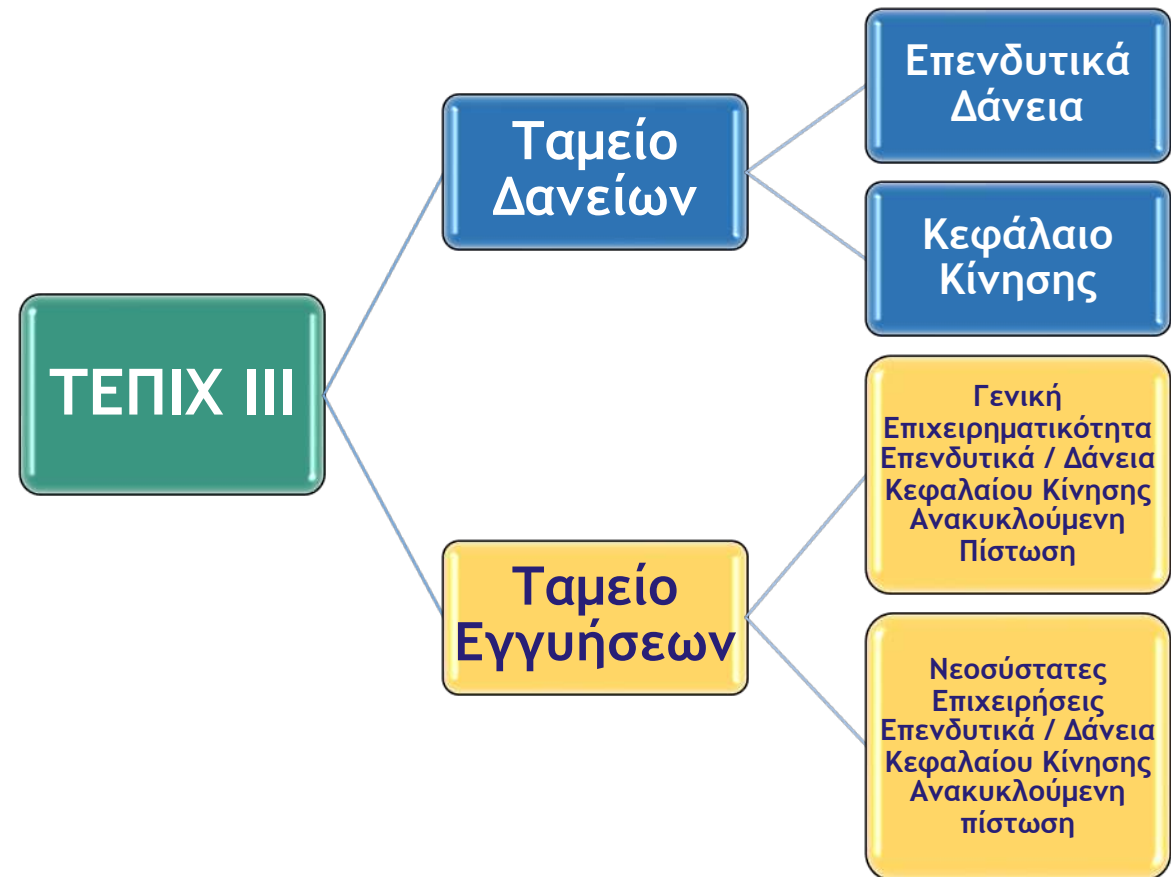 ΤΕΠΙΧ ΙΙΙ
Ταμείο
Δανείων
Επενδυτικά
Δάνεια
Κεφάλαιο
Κίνησης
Ταμείο
Εγγυήσεων
Γενική
Επιχειρηματικότητα
Επενδυτικά / Δάνεια
Κεφαλαίου Κίνησης
Ανακυκλούμενη
Πίστωση
Νεοσύστατες
Επιχειρήσεις
Επενδυτικά / Δάνεια
Κεφαλαίου Κίνησης
Ανακυκλούμενη
πίστωση